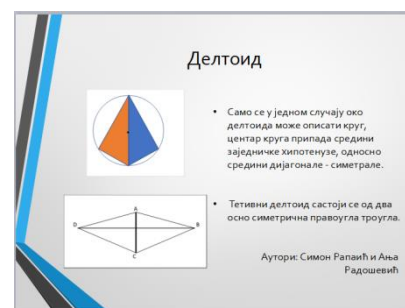 Делтоид
• Само се у једном случају око
делтоида може описати круг,
центар круга припада средини
заједничке хипотенузе, односно
средини дијагонале - симетрале.
A
D
B
C
• Тетивни делтоид састоји се од два
осно симетрична правоугла троугла.
Аутори: Симон Рапаић и Ања
Радошевић